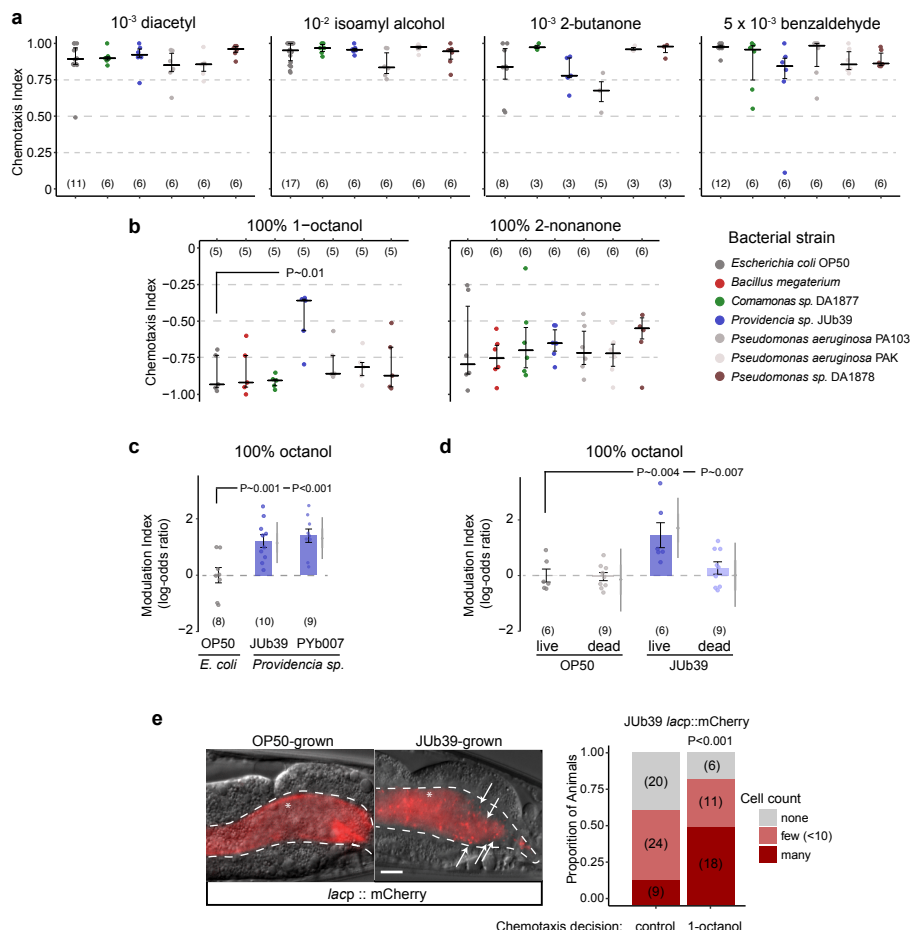 a
10-3 diacetyl
10-2 isoamyl alcohol
10-3 2-butanone
5 x 10-3 benzaldehyde
Chemotaxis Index
1.00
0.75
0.50
0.25
0
(11) (6) (6) (6) (6) (6)
(17) (6) (6) (6) (6) (6)
(8) (3) (3) (5) (3) (3)
(12) (6) (6) (6) (6) (6)
b
100% 1−octanol
100% 2-nonanone
Chemotaxis Index
0
−0.25
−0.50
−0.75
−1.00
(5) (5) (5) (5) (5) (5) (5)
P~0.01
(6) (6) (6) (6) (6) (6) (6)
Bacterial strain
Escherichia coli OP50
Bacillus megaterium
Comamonas sp. DA1877
Providencia sp. JUb39
Pseudomonas aeruginosa PA103
Pseudomonas aeruginosa PAK
Pseudomonas sp. DA1878
c
100% octanol
Modulation Index
(log-odds ratio)
2
0
−2
P~0.001 P<0.001
(8) (10) (9)
OP50 JUb39 PYb007
E. coli Providencia sp.
d
100% octanol
Modulation Index
(log-odds ratio)
2
0
−2
P~0.004 P~0.007
(6) (9) (6) (9)
live dead live dead
OP50 JUb39
e
OP50-grown
JUb39-grown
*
*
lacp :: mCherry
JUb39 lacp::mCherry
P<0.001
Proporition of Animals
1.00
0.75
0.50
0.25
0.00
(20)
(24)
(9)
(6)
(11)
(18)
Cell count
none
few (<10)
many
Chemotaxis decision: control 1-octanol